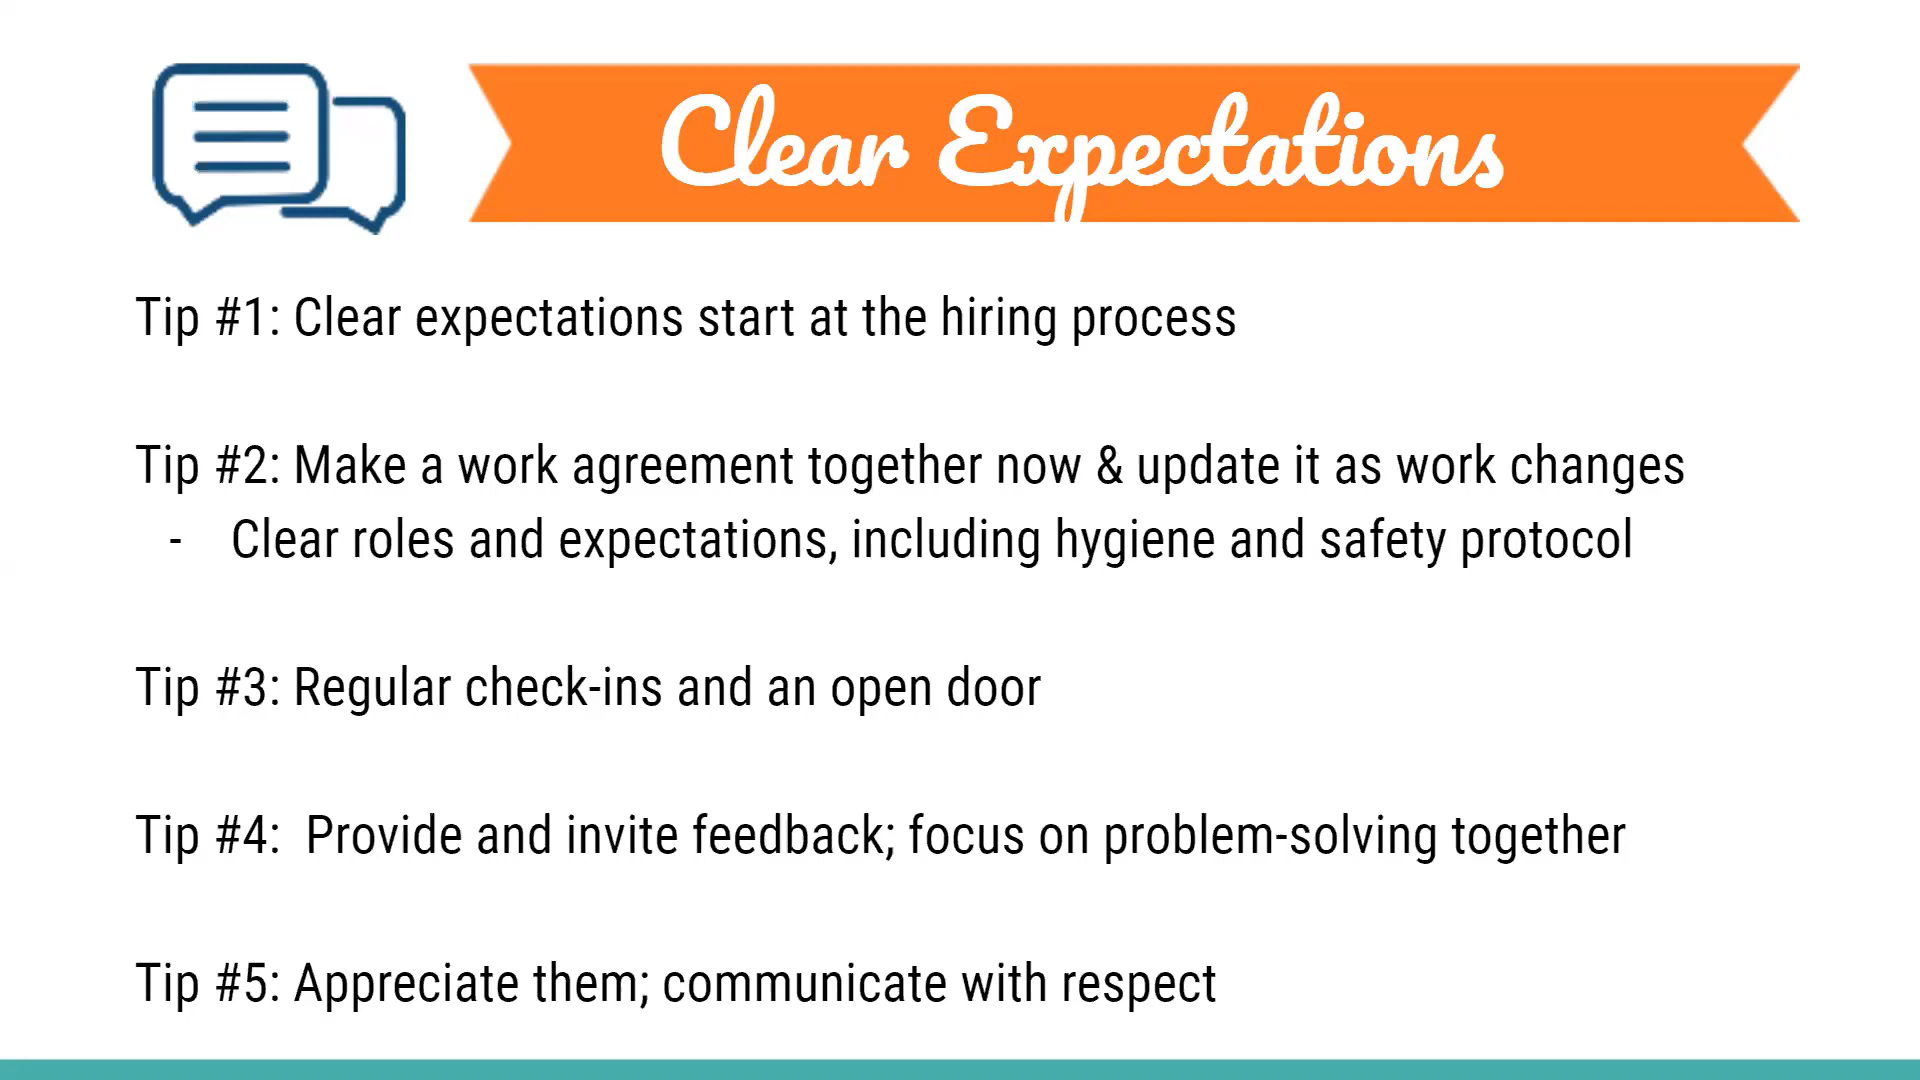 Clear Expectations
Tip #1: Clear expectations start at the hiring process
Tip #2: Make a work agreement together now & update it as work changes
- Clear roles and expectations, including hygiene and safety protocol
Tip #3: Regular check-ins and an open door
Tip #4:  Provide and invite feedback; focus on problem-solving together
Tip #5: Appreciate them; communicate with respect